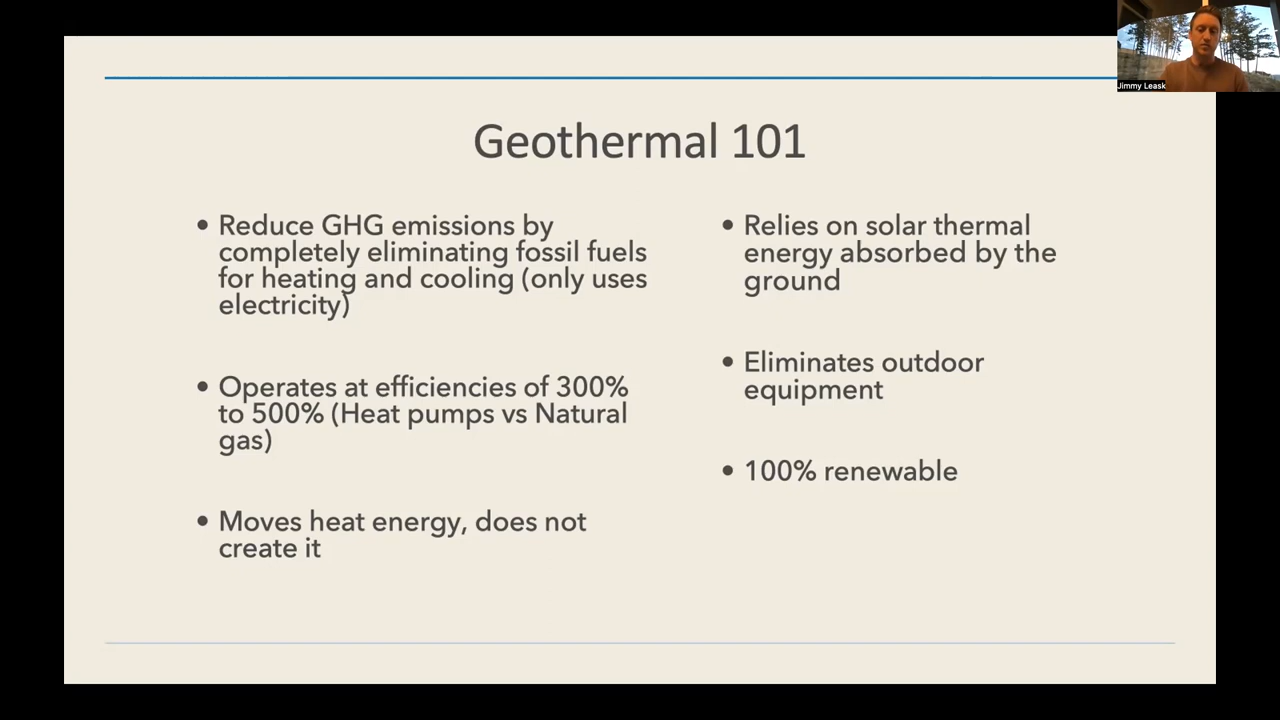 Jimmy Leask
Geothermal 101
• Reduce GHG emissions by
completely eliminating fossil fuels
for heating and cooling (only uses
electricity)
• Operates at efficiencies of 300%
to 500% (Heat pumps vs Natural
gas)
• Moves heat energy, does not
create it
• Relies on solar thermal
energy absorbed by the
ground
• Eliminates outdoor
equipment
• 100% renewable